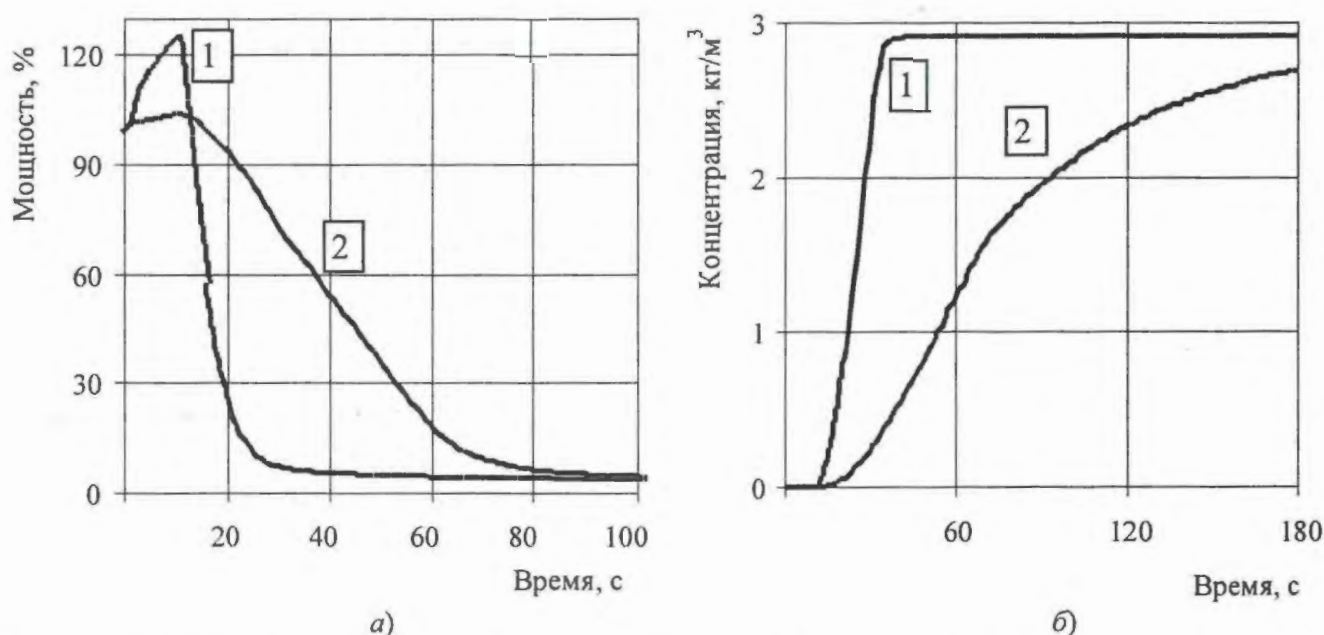 Мощность, %
120
90
60
30
0
1
2
20 40 60 80 100
Время, с
а)
Концентрация, кг/м³
3
2
1
0
1
2
60 120 180
Время, с
б)